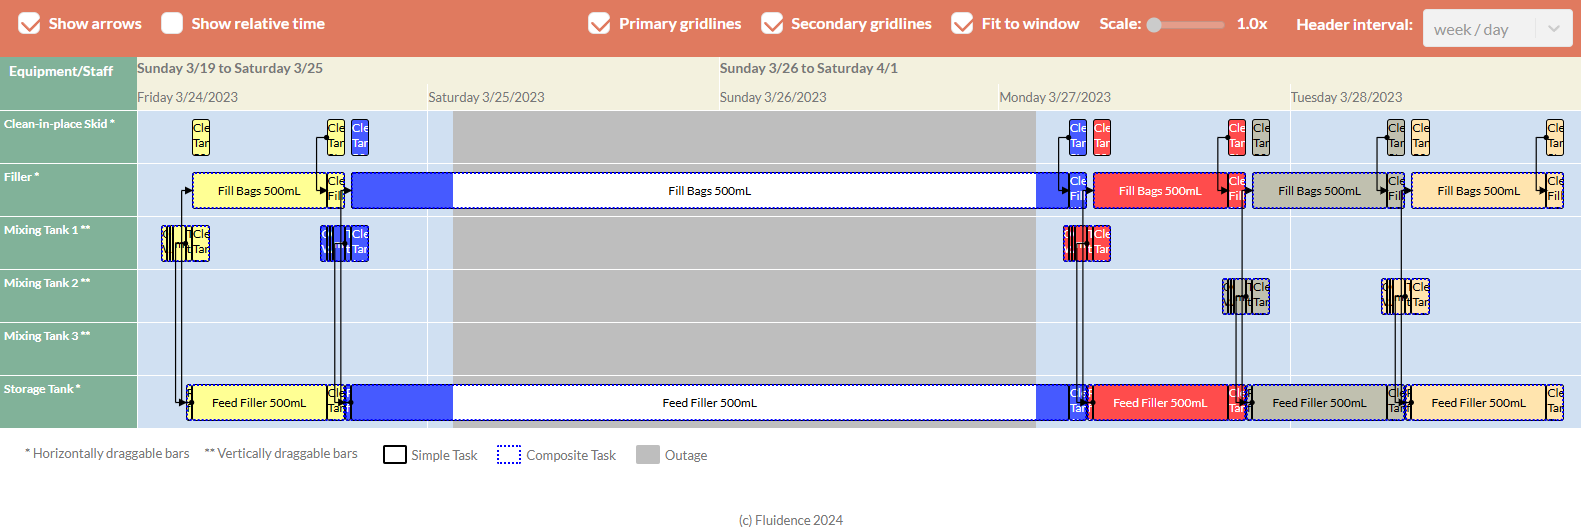 Show arrows Show relative time Primary gridlines Secondary gridlines Fit to window Scale: 1.0x Header interval: week / day
Equipment/Staff Sunday 3/19 to Saturday 3/25 Sunday 3/26 to Saturday 4/1
Friday 3/24/2023 Saturday 3/25/2023 Sunday 3/26/2023 Monday 3/27/2023 Tuesday 3/28/2023
Clean-in-place Skid * Cle Cle Cle Cle Cle Cle Cle Cle Cle Cle
Tar Tar Tar Tar Tar Tar Tar Tar Tar Tar
Filler * Fill Bags 500mL Cle Fill Bags 500mL Cle Fill Bags 500mL Cle Fill Bags 500mL Cle Fill Bags 500mL Cle
Fill Fill Fill Fill Fill
Mixing Tank 1 ** Cle Cle Cle
Tar Tar Tar
Mixing Tank 2 ** Cle Cle
Tar Tar
Mixing Tank 3 **
Storage Tank * Feed Filler 500mL Cle Feed Filler 500mL Cle Feed Filler 500mL Cle Feed Filler 500mL Cle Feed Filler 500mL Cle
Tar Tar Tar Tar Tar
* Horizontally draggable bars ** Vertically draggable bars Simple Task Composite Task Outage
(c) Fluidence 2024